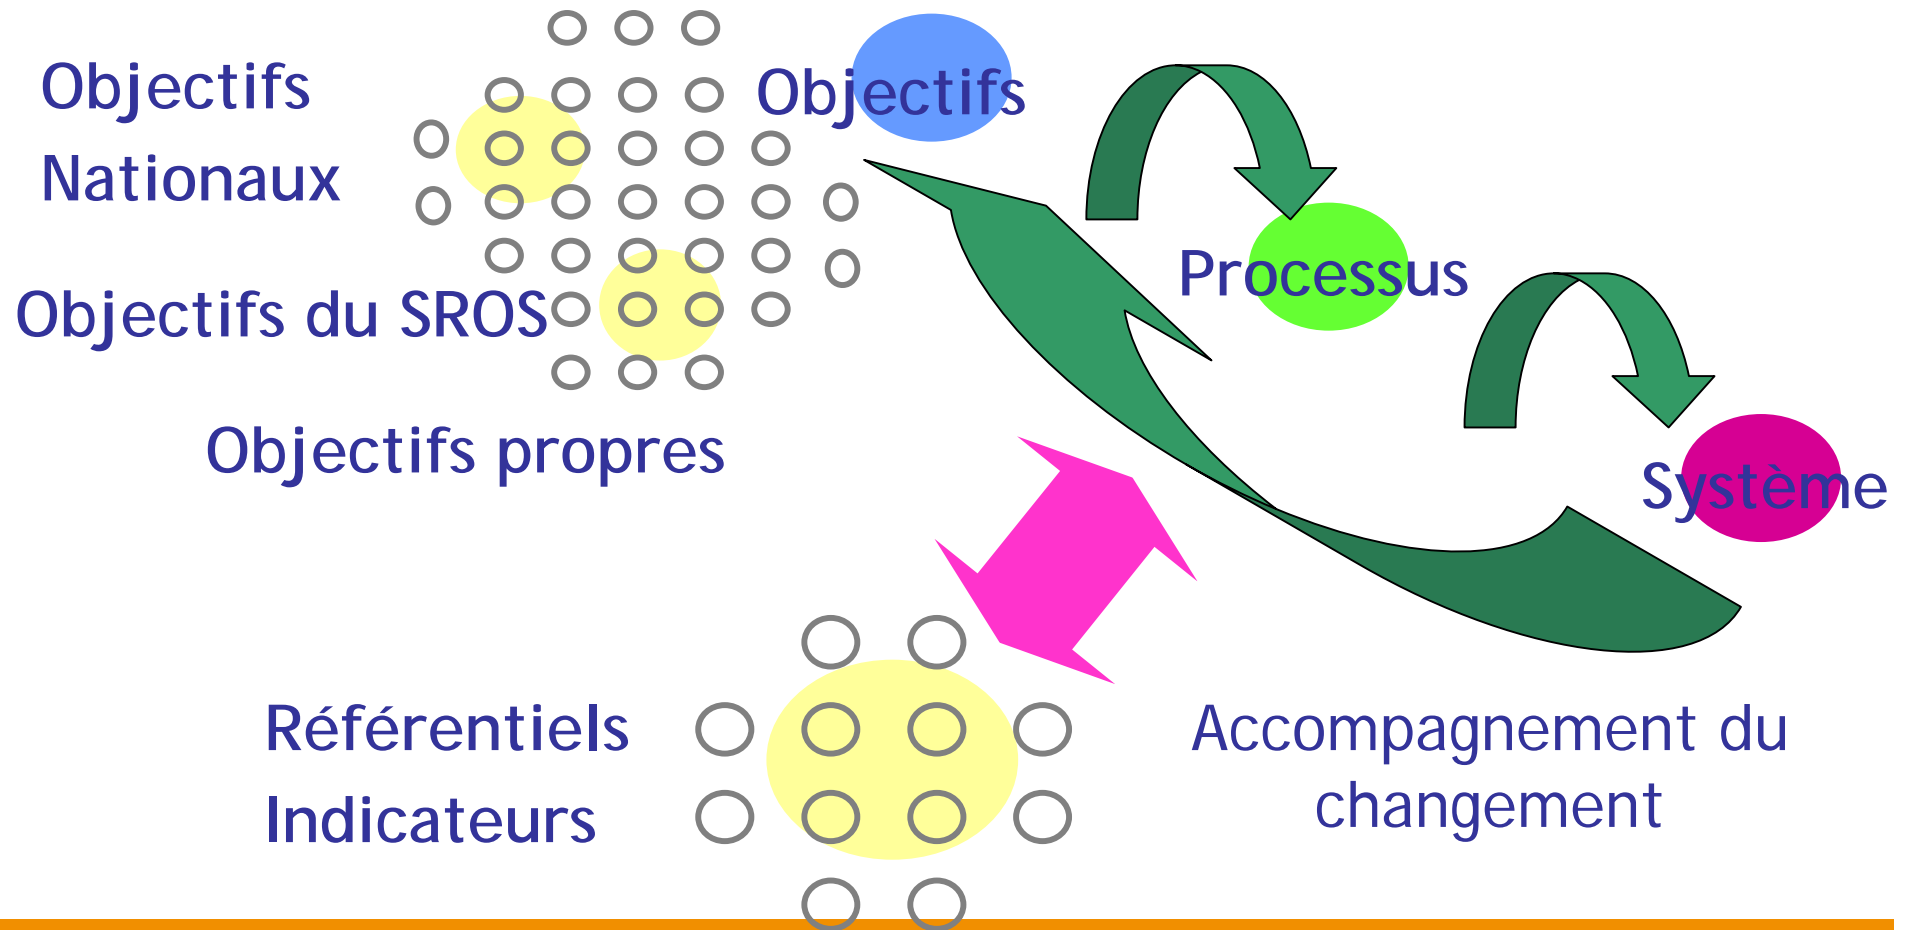 Objectifs
Nationaux
Objectifs du SROS
Objectifs propres
Objectifs
Processus
Système
Référentiels
Indicateurs
Accompagnement du
changement